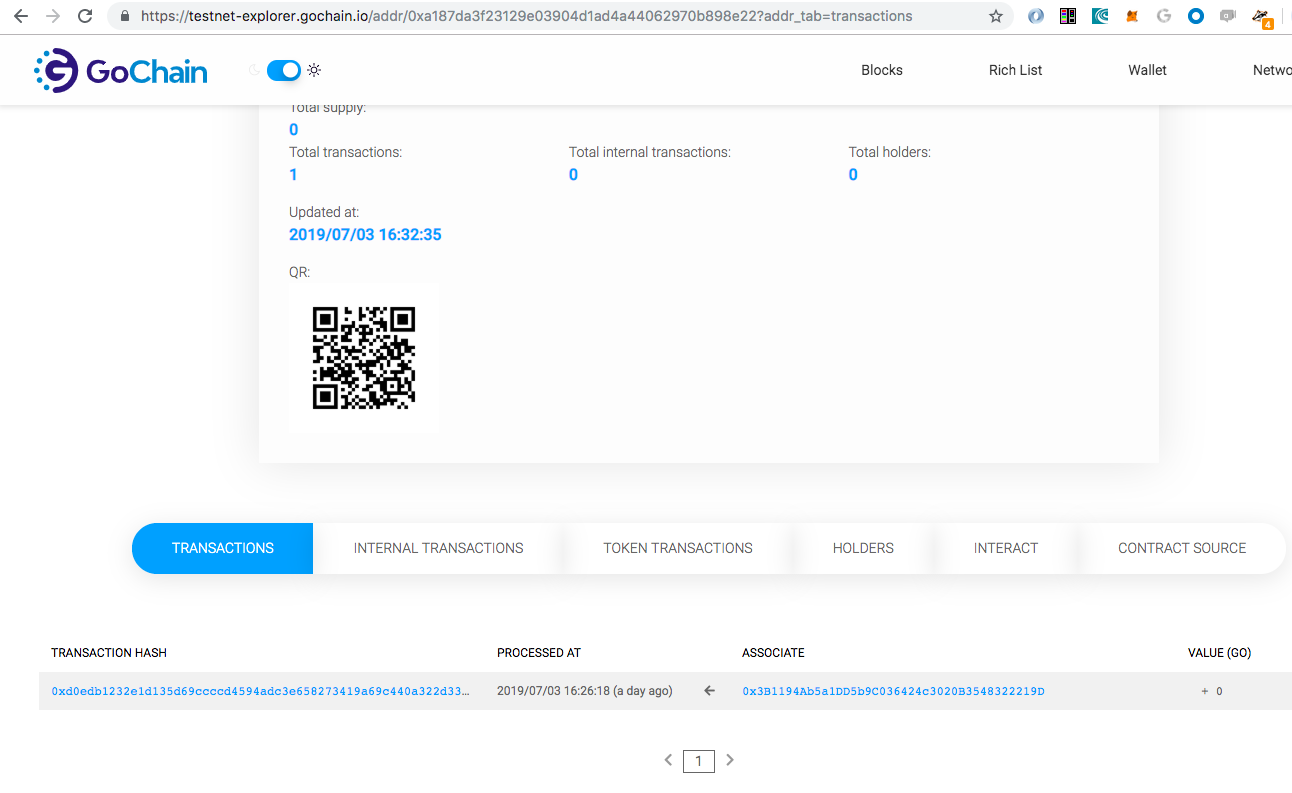 https://testnet-explorer.gochain.io/addr/0xa187da3f23129e03904d1ad4a44062970b898e22?addr_tab=transactions
4
GoChain
Blocks Rich List Wallet Netwo
Total supply:
0
Total transactions: Total internal transactions: Total holders:
1 0 0
Updated at:
2019/07/03 16:32:35
QR:
TRANSACTIONS INTERNAL TRANSACTIONS TOKEN TRANSACTIONS HOLDERS INTERACT CONTRACT SOURCE
TRANSACTION HASH PROCESSED AT ASSOCIATE VALUE (GO)
0xd0edb1232e1d135d69ccccd4594adc3e658273419a69c440a322d33... 2019/07/03 16:26:18 (a day ago) ← 0x3B1194Ab5a1DD5b9C036424c3020B3548322219D + 0
< 1 >